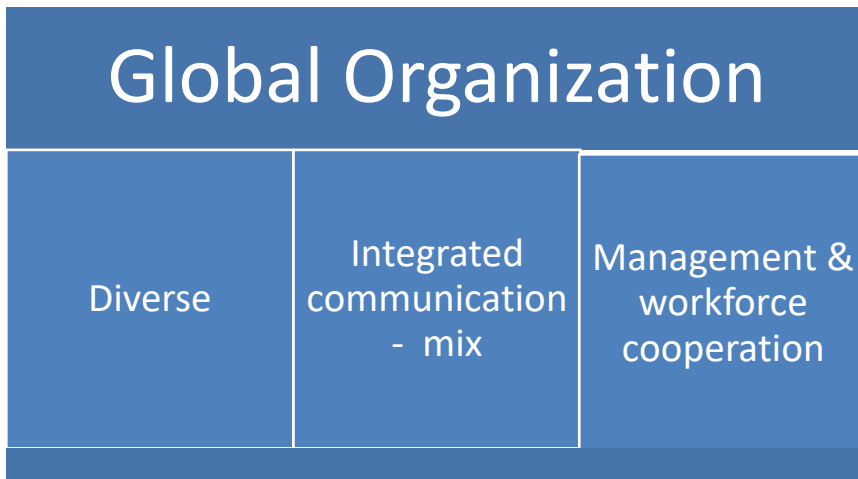 Global Organization
Diverse
Integrated
communication
- mix
Management &
workforce
cooperation